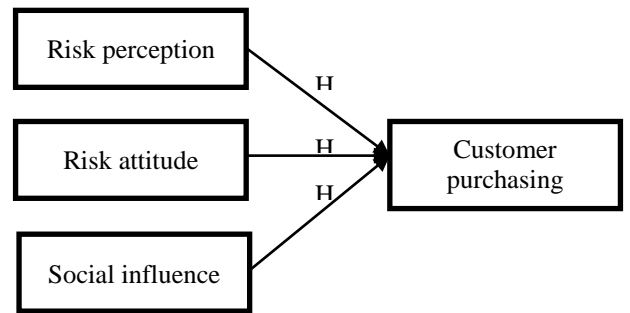 Risk perception
H
Risk attitude
H
Customer
purchasing
H
Social influence